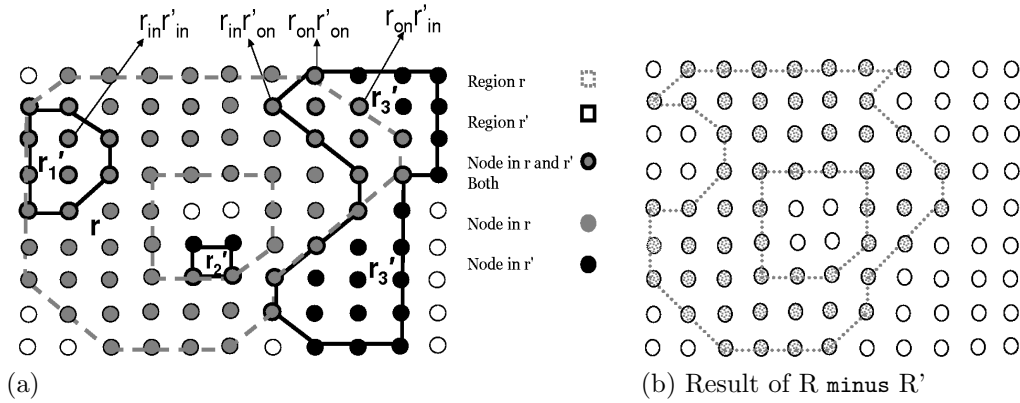 r_in r'_in
r_in r'_on
r_on r'_on
r_on r'_in
r_3'
r_1'
r
r_2'
r_3'
Region r
Region r'
Node in r and r'
Both
Node in r
Node in r'
(a)
(b) Result of R minus R'